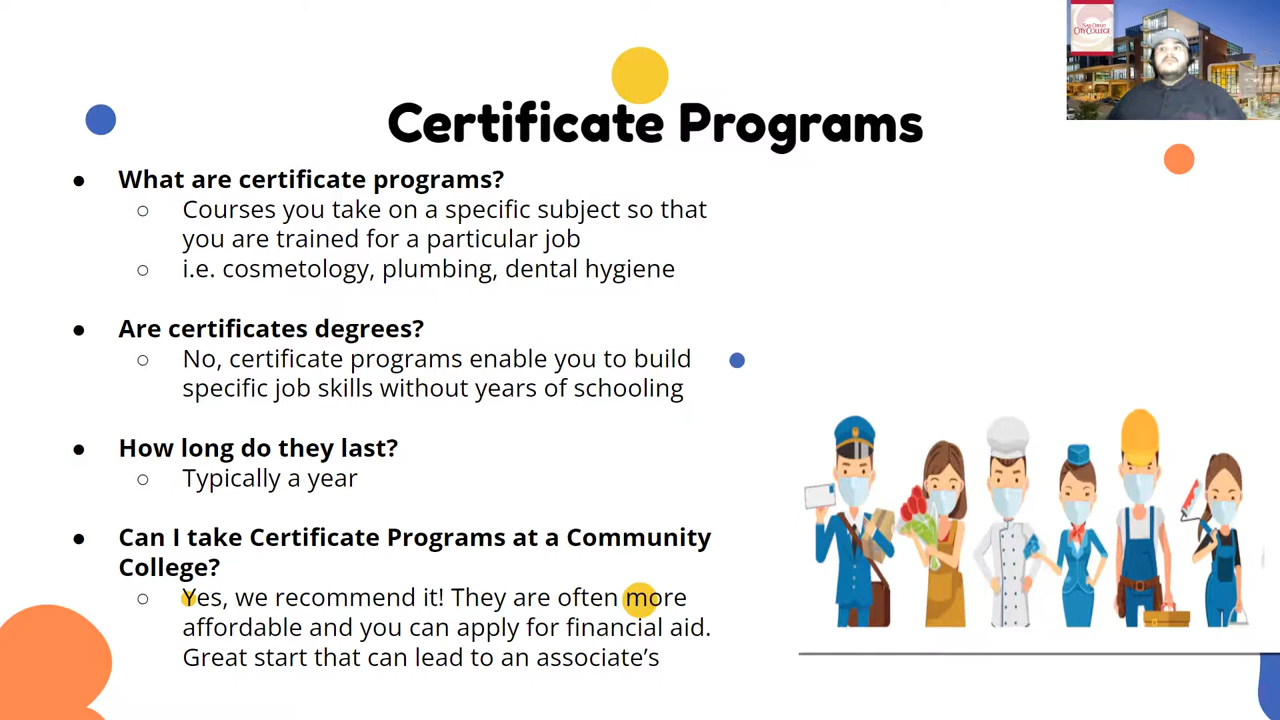 SAN DIEGO
CITY COLLEGE
Certificate Programs
● What are certificate programs?
○ Courses you take on a specific subject so that
you are trained for a particular job
○ i.e. cosmetology, plumbing, dental hygiene
● Are certificates degrees?
○ No, certificate programs enable you to build
specific job skills without years of schooling
● How long do they last?
○ Typically a year
● Can I take Certificate Programs at a Community
College?
○ Yes, we recommend it! They are often more
affordable and you can apply for financial aid.
Great start that can lead to an associate’s